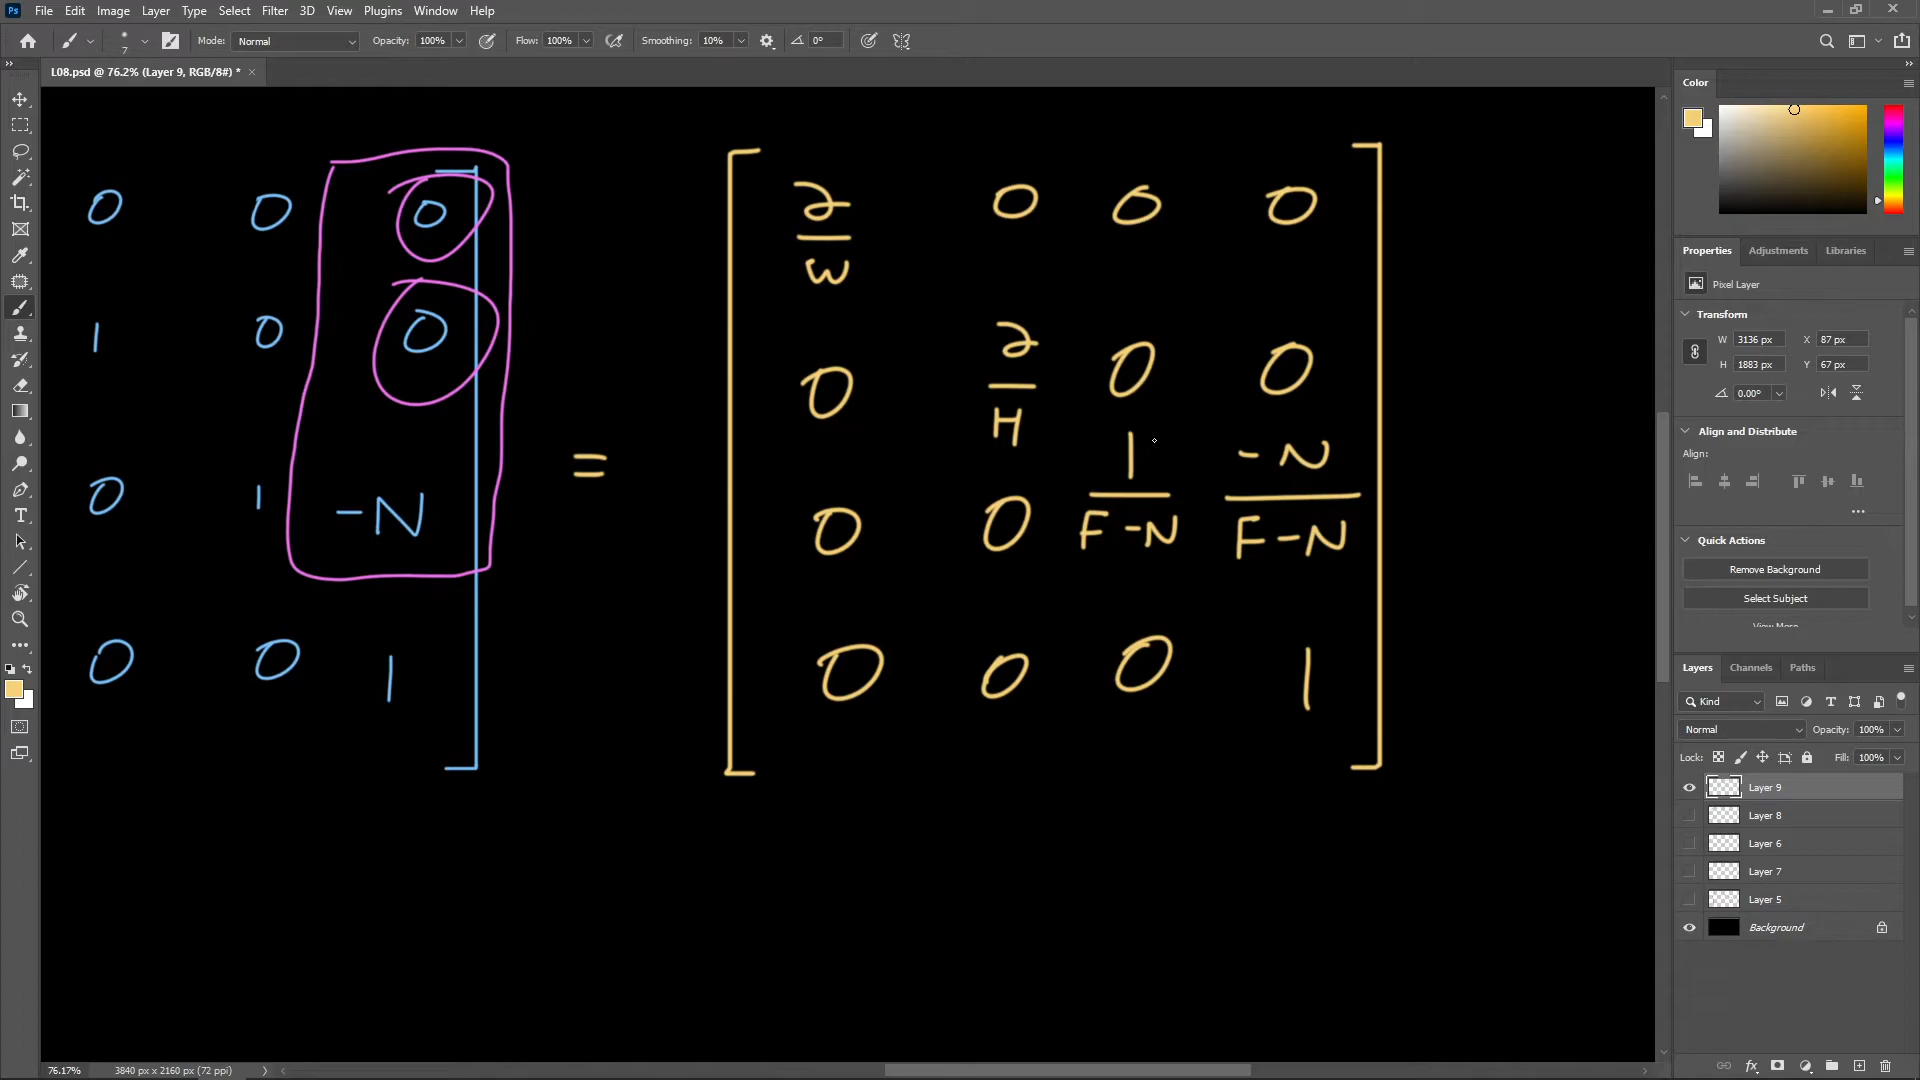 Ps File Edit Image Layer Type Select Filter 3D View Plugins Window Help
7 Mode: Normal Opacity: 100% Flow: 100% Smoothing: 10% 0°
L08.psd @ 76.2% (Layer 9, RGB/8#) * ×
0 0 0
1 0 0
0 1 -N
0 0 1
=
2/W 0 0 0
0 2/H 0 0
0 0 1/F-N -N/F-N
0 0 0 1
Color
Properties Adjustments Libraries
Pixel Layer
Transform
W 3136 px X 87 px
H 1883 px Y 67 px
0.00°
Align and Distribute
Align:
Quick Actions
Remove Background
Select Subject
View More
Layers Channels Paths
Kind
Normal Opacity: 100%
Lock: Fill: 100%
Layer 9
Layer 8
Layer 6
Layer 7
Layer 5
Background
fx
76.17% 3840 px x 2160 px (72 ppi)